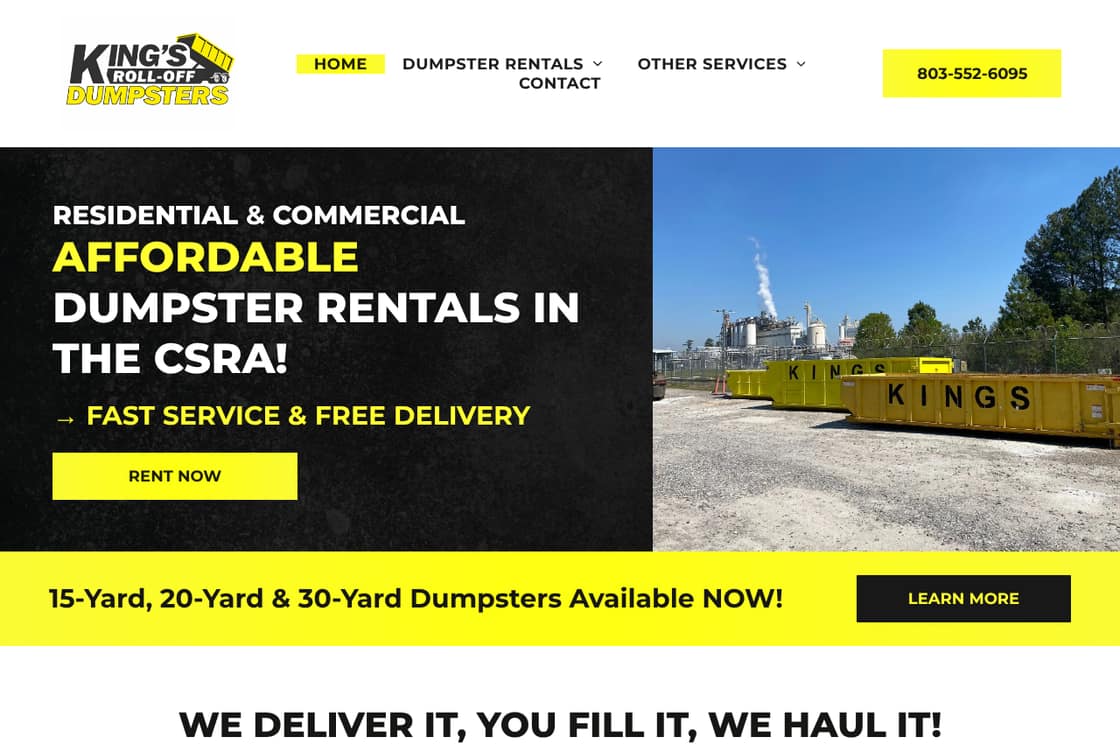 KING'S
ROLL-OFF
DUMPSTERS
HOME
DUMPSTER RENTALS
OTHER SERVICES
CONTACT
803-552-6095
RESIDENTIAL & COMMERCIAL
AFFORDABLE
DUMPSTER RENTALS IN
THE CSRA!
→ FAST SERVICE & FREE DELIVERY
RENT NOW
KINGS
KINGS
15-Yard, 20-Yard & 30-Yard Dumpsters Available NOW!
LEARN MORE
WE DELIVER IT, YOU FILL IT, WE HAUL IT!